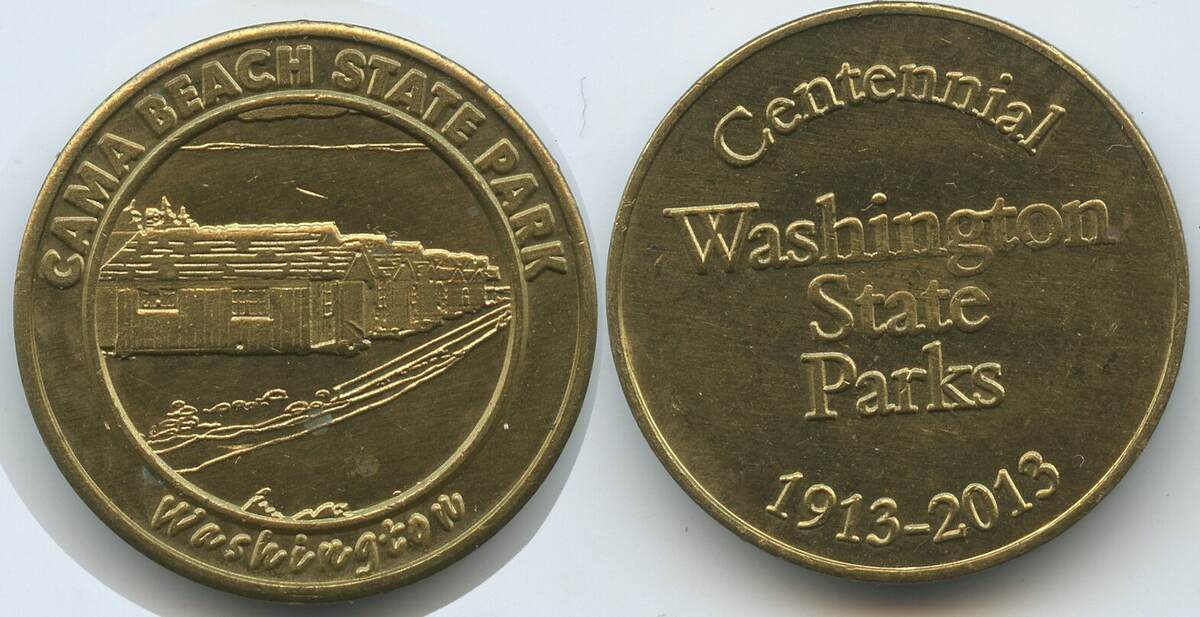 CAMA BEACH STATE PARK
Washington
Centennial
Washington
State
Parks
1913-2013